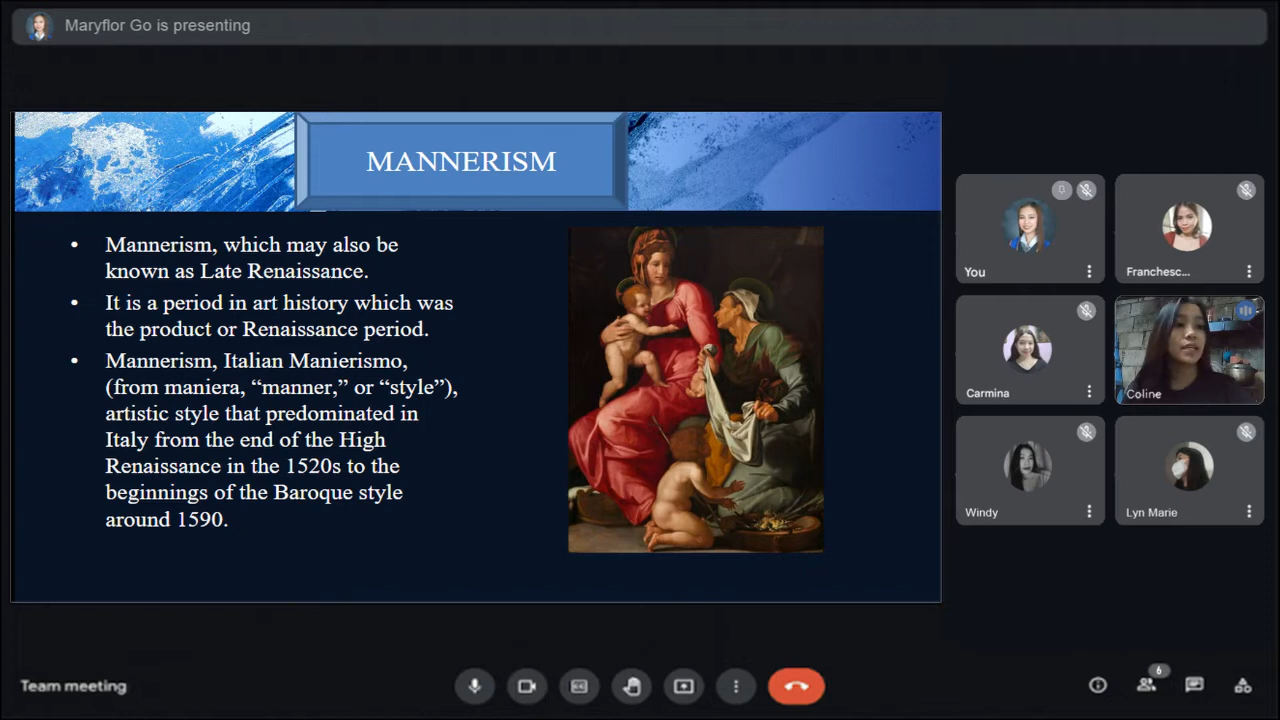 Maryflor Go is presenting
MANNERISM
• Mannerism, which may also be
known as Late Renaissance.
• It is a period in art history which was
the product or Renaissance period.
• Mannerism, Italian Manierismo,
(from maniera, “manner,” or “style”),
artistic style that predominated in
Italy from the end of the High
Renaissance in the 1520s to the
beginnings of the Baroque style
around 1590.
You
Franchesc...
Carmina
Coline
Windy
Lyn Marie
Team meeting
6